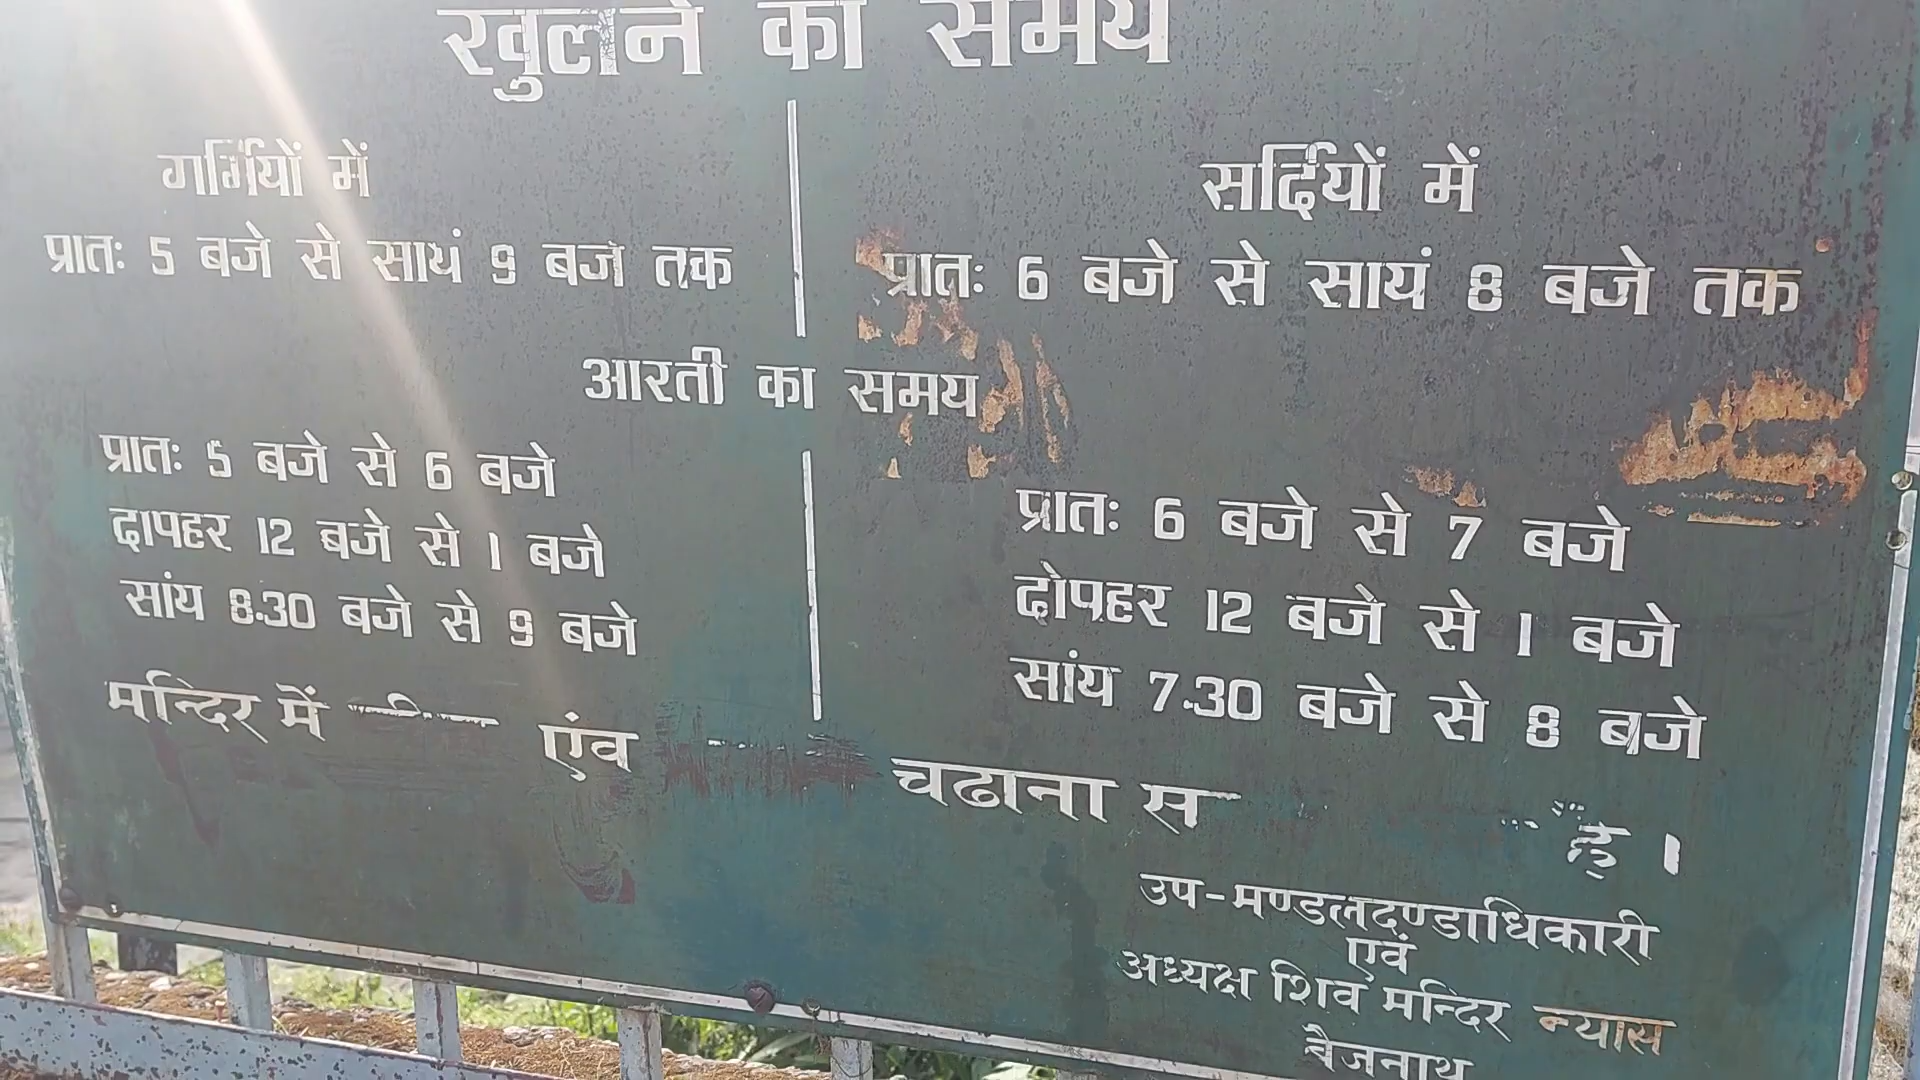 खुलने का समय
गर्मियों में
प्रातः 5 बजे से सायं 9 बजे तक
सर्दियों में
प्रातः 6 बजे से सायं 8 बजे तक
आरती का समय
प्रातः 5 बजे से 6 बजे
दोपहर 12 बजे से 1 बजे
सांय 8.30 बजे से 9 बजे
प्रातः 6 बजे से 7 बजे
दोपहर 12 बजे से 1 बजे
सांय 7.30 बजे से 8 बजे
मन्दिर में एंव चढाना है ।
उप-मण्डलदण्डाधिकारी
एवं
अध्यक्ष शिव मन्दिर न्यास
बैजनाथ